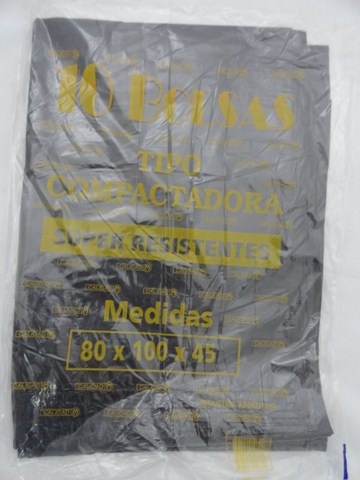 10 BOLSAS
TIPO
COMPACTADORA
SUPER RESISTENTES
Medidas
80 x 100 x 45